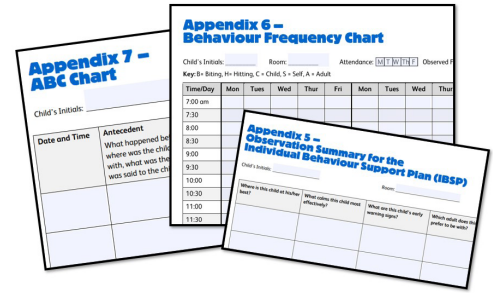 Appendix 7 –
ABC Chart
Child's Initials:
Date and Time
Antecedent
What happened be
where was the chil
with, what was the
was said to the chi
Appendix 6 –
Behaviour Frequency Chart
Child's Initials: Room: Attendance: M T W Th F Observed F
Key: B= Biting, H= Hitting, C = Child, S = Self, A = Adult
Time/Day Mon Tues Wed Thur Fri Mon Tues Wed Thur
7:00 am
7:30
8:00
8:30
9:00
9:30
10:00
10:30
11:00
11:30
Appendix 5 –
Observation Summary for the
Individual Behaviour Support Plan (IBSP)
Child's Initials: Room:
Where is this child at his/her best?
What calms this child most effectively?
What are this child's early warning signs?
Which adult does this
prefer to be with?